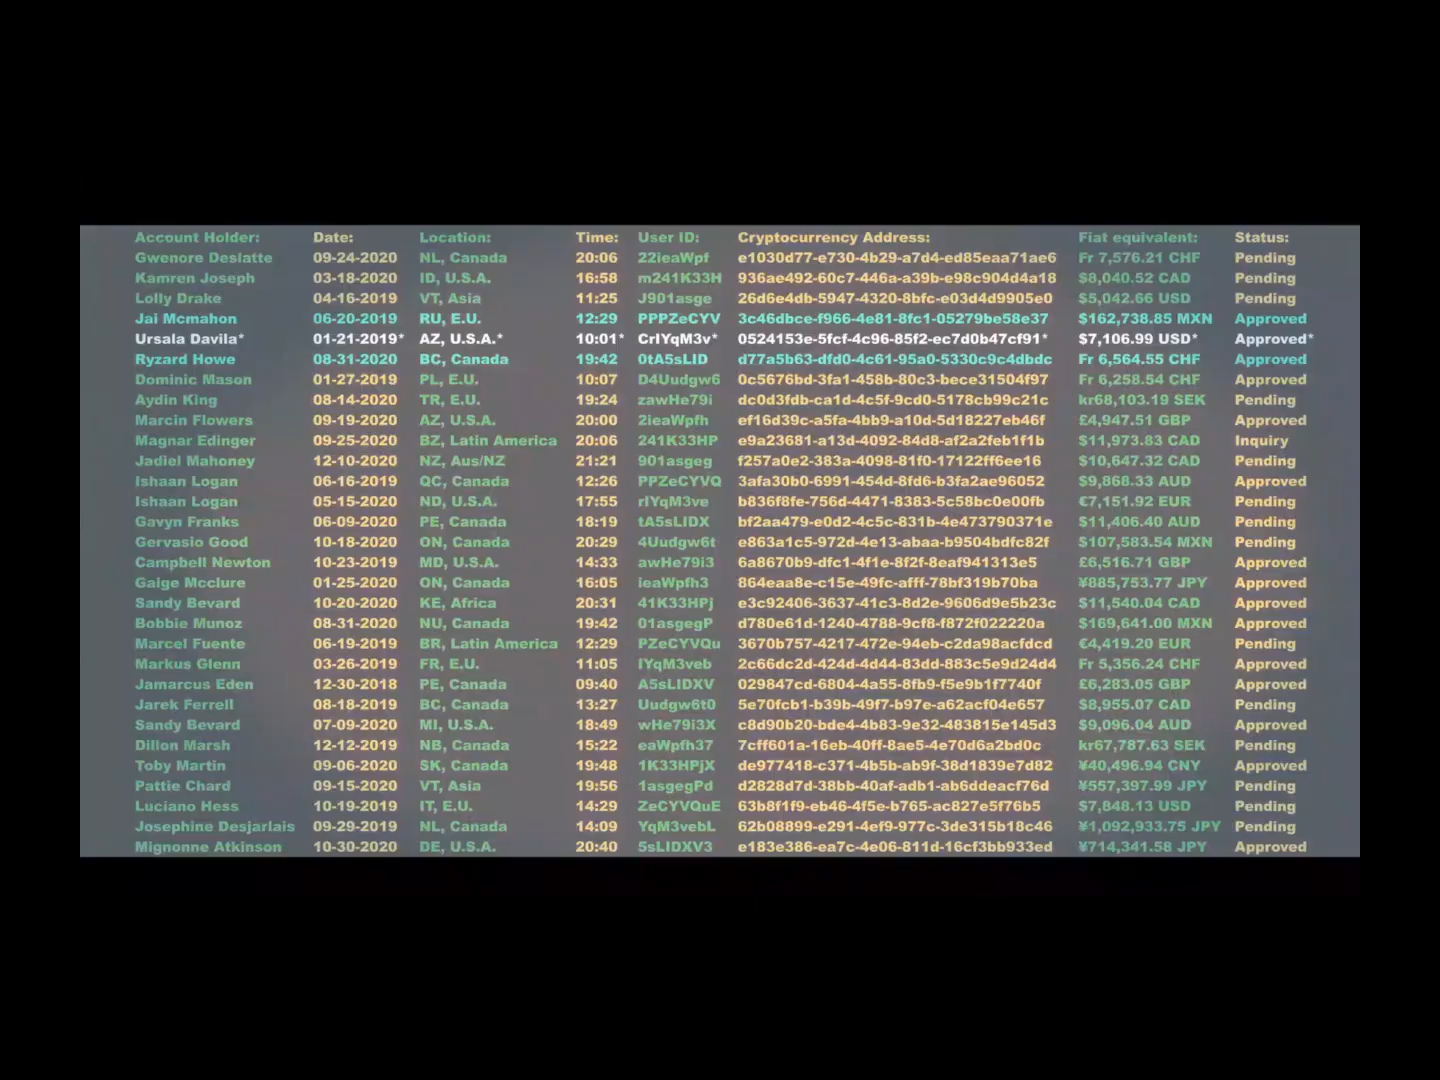 Account Holder: Date: Location: Time: User ID: Cryptocurrency Address: Fiat equivalent: Status:
Gwenore Deslatte 09-24-2020 NL, Canada 20:06 22ieaWpf e1030d77-e730-4b29-a7d4-ed85eaa71ae6 Fr 7,576.21 CHF Pending
Kamren Joseph 03-18-2020 ID, U.S.A. 16:58 m241K33H 936ae492-60c7-446a-a39b-e98c904d4a18 $8,040.52 CAD Pending
Lolly Drake 04-16-2019 VT, Asia 11:25 J901asge 26d6e4db-5947-4320-8bfc-e03d4d9905e0 $5,042.66 USD Pending
Jai Mcmahon 06-20-2019 RU, E.U. 12:29 PPPZeCYV 3c46dbce-f966-4e81-8fc1-05279be58e37 $162,738.85 MXN Approved
Ursala Davila* 01-21-2019* AZ, U.S.A.* 10:01* CrIYqM3v* 0524153e-5fcf-4c96-85f2-ec7d0b47cf91* $7,106.99 USD* Approved*
Ryzard Howe 08-31-2020 BC, Canada 19:42 0tA5sLID d77a5b63-dfd0-4c61-95a0-5330c9c4dbdc Fr 6,564.55 CHF Approved
Dominic Mason 01-27-2019 PL, E.U. 10:07 D4Uudgw6 0c5676bd-3fa1-458b-80c3-bece31504f97 Fr 6,258.54 CHF Approved
Aydin King 08-14-2020 TR, E.U. 19:24 zawHe79i dc0d3fdb-ca1d-4c5f-9cd0-5178cb99c21c kr68,103.19 SEK Pending
Marcin Flowers 09-19-2020 AZ, U.S.A. 20:00 2ieaWpfh ef16d39c-a5fa-4bb9-a10d-5d18227eb46f £4,947.51 GBP Approved
Magnar Edinger 09-25-2020 BZ, Latin America 20:06 241K33HP e9a23681-a13d-4092-84d8-af2a2feb1f1b $11,973.83 CAD Inquiry
Jadiel Mahoney 12-10-2020 NZ, Aus/NZ 21:21 901asgeg f257a0e2-383a-4098-81f0-17122ff6ee16 $10,647.32 CAD Pending
Ishaan Logan 06-16-2019 QC, Canada 12:26 PPZeCYVQ 3afa30b0-6991-454d-8fd6-b3fa2ae96052 $9,868.33 AUD Approved
Ishaan Logan 05-15-2020 ND, U.S.A. 17:55 rIYqM3ve b836f8fe-756d-4471-8383-5c58bc0e00fb €7,151.92 EUR Pending
Gavyn Franks 06-09-2020 PE, Canada 18:19 tA5sLIDX bf2aa479-e0d2-4c5c-831b-4e473790371e $11,406.40 AUD Pending
Gervasio Good 10-18-2020 ON, Canada 20:29 4Uudgw6t e863a1c5-972d-4e13-abaa-b9504bdfc82f $107,583.54 MXN Pending
Campbell Newton 10-23-2019 MD, U.S.A. 14:33 awHe79i3 6a8670b9-dfc1-4f1e-8f2f-8eaf941313e5 £6,516.71 GBP Approved
Gaige Mcclure 01-25-2020 ON, Canada 16:05 ieaWpfh3 864eaa8e-c15e-49fc-afff-78bf319b70ba ¥885,753.77 JPY Approved
Sandy Bevard 10-20-2020 KE, Africa 20:31 41K33HPj e3c92406-3637-41c3-8d2e-9606d9e5b23c $11,540.04 CAD Approved
Bobbie Munoz 08-31-2020 NU, Canada 19:42 01asgegP d780e61d-1240-4788-9cf8-f872f022220a $169,641.00 MXN Approved
Marcel Fuente 06-19-2019 BR, Latin America 12:29 PZeCYVQu 3670b757-4217-472e-94eb-c2da98acfdcd €4,419.20 EUR Pending
Markus Glenn 03-26-2019 FR, E.U. 11:05 IYqM3veb 2c66dc2d-424d-4d44-83dd-883c5e9d24d4 Fr 5,356.24 CHF Approved
Jamarcus Eden 12-30-2018 PE, Canada 09:40 A5sLIDXV 029847cd-6804-4a55-8fb9-f5e9b1f7740f £6,283.05 GBP Approved
Jarek Ferrell 08-18-2019 BC, Canada 13:27 Uudgw6t0 5e70fcb1-b39b-49f7-b97e-a62acf04e657 $8,955.07 CAD Pending
Sandy Bevard 07-09-2020 MI, U.S.A. 18:49 wHe79i3X c8d90b20-bde4-4b83-9e32-483815e145d3 $9,096.04 AUD Approved
Dillon Marsh 12-12-2019 NB, Canada 15:22 eaWpfh37 7cff601a-16eb-40ff-8ae5-4e70d6a2bd0c kr67,787.63 SEK Pending
Toby Martin 09-06-2020 SK, Canada 19:48 1K33HPjX de977418-c371-4b5b-ab9f-38d1839e7d82 ¥40,496.94 CNY Approved
Pattie Chard 09-15-2020 VT, Asia 19:56 1asgegPd d2828d7d-38bb-40af-adb1-ab6ddeacf76d ¥557,397.99 JPY Pending
Luciano Hess 10-19-2019 IT, E.U. 14:29 ZeCYVQuE 63b8f1f9-eb46-4f5e-b765-ac827e5f76b5 $7,848.13 USD Pending
Josephine Desjarlais 09-29-2019 NL, Canada 14:09 YqM3vebL 62b08899-e291-4ef9-977c-3de315b18c46 ¥1,092,933.75 JPY Pending
Mignonne Atkinson 10-30-2020 DE, U.S.A. 20:40 5sLIDXV3 e183e386-ea7c-4e06-811d-16cf3bb933ed ¥714,341.58 JPY Approved